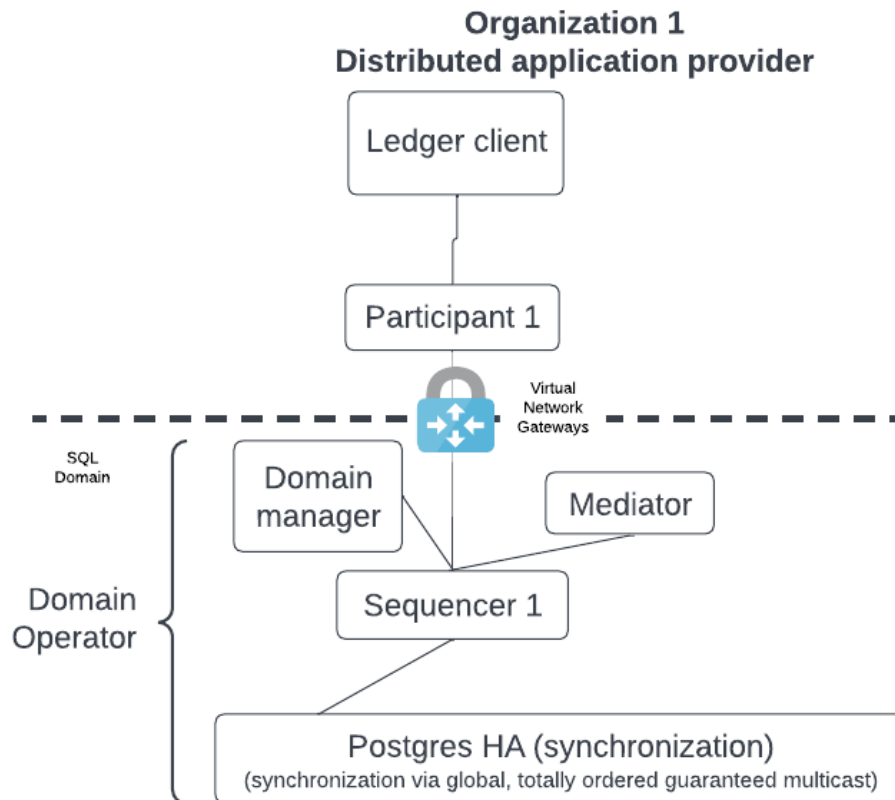 Organization 1
Distributed application provider
Ledger client
Participant 1
Virtual
Network
Gateways
SQL
Domain
Domain
manager
Mediator
Domain
Operator
Sequencer 1
Postgres HA (synchronization)
(synchronization via global, totally ordered guaranteed multicast)